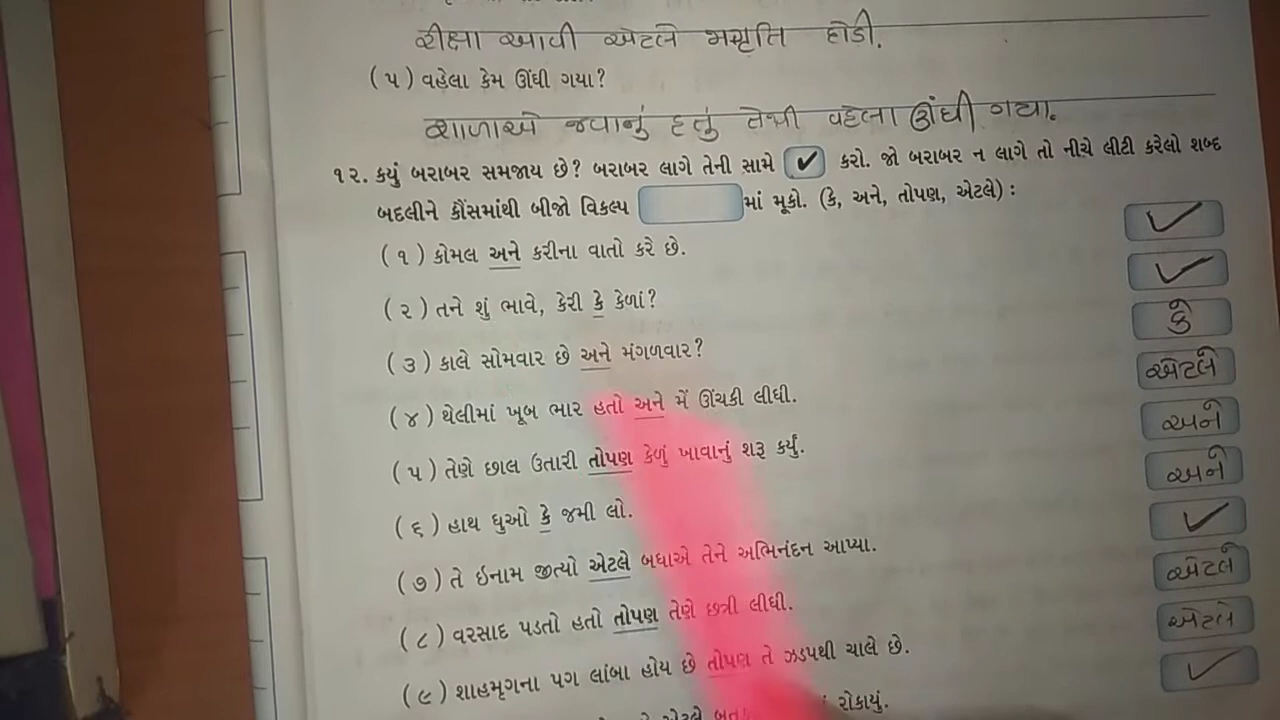 રીક્ષા આવી એટલે મસ્તૃતિ દોડી.
(૫) વહેલા કેમ ઊંઘી ગયા?
શાળાએ જવાનું હતું તેથી વહેલા ઊંઘી ગયા.
૧૨. કયું બરાબર સમજાય છે? બરાબર લાગે તેની સામે ✓ કરો. જો બરાબર ન લાગે તો નીચે લીટી કરેલો શબ્દ
બદલીને કૌંસમાંથી બીજો વિકલ્પ માં મૂકો. (કે, અને, તોપણ, એટલે) :
(૧) કોમલ અને કરીના વાતો કરે છે. ✓
(૨) તને શું ભાવે, કેરી કે કેળાં? ✓
(૩) કાલે સોમવાર છે અને મંગળવાર? કે
(૪) થેલીમાં ખૂબ ભાર હતો અને મેં ઊંચકી લીધી. એટલે
(૫) તેણે છાલ ઉતારી તોપણ કેળું ખાવાનું શરૂ કર્યું. અને
(૬) હાથ ધુઓ કે જમી લો. અને
(૭) તે ઇનામ જીત્યો એટલે બધાએ તેને અભિનંદન આપ્યા. ✓
(૮) વરસાદ પડતો હતો તોપણ તેણે છત્રી લીધી. એટલે
(૯) શાહમૃગના પગ લાંબા હોય છે તોપણ તે ઝડપથી ચાલે છે. એટલે
એટલે રોકાયું. ✓